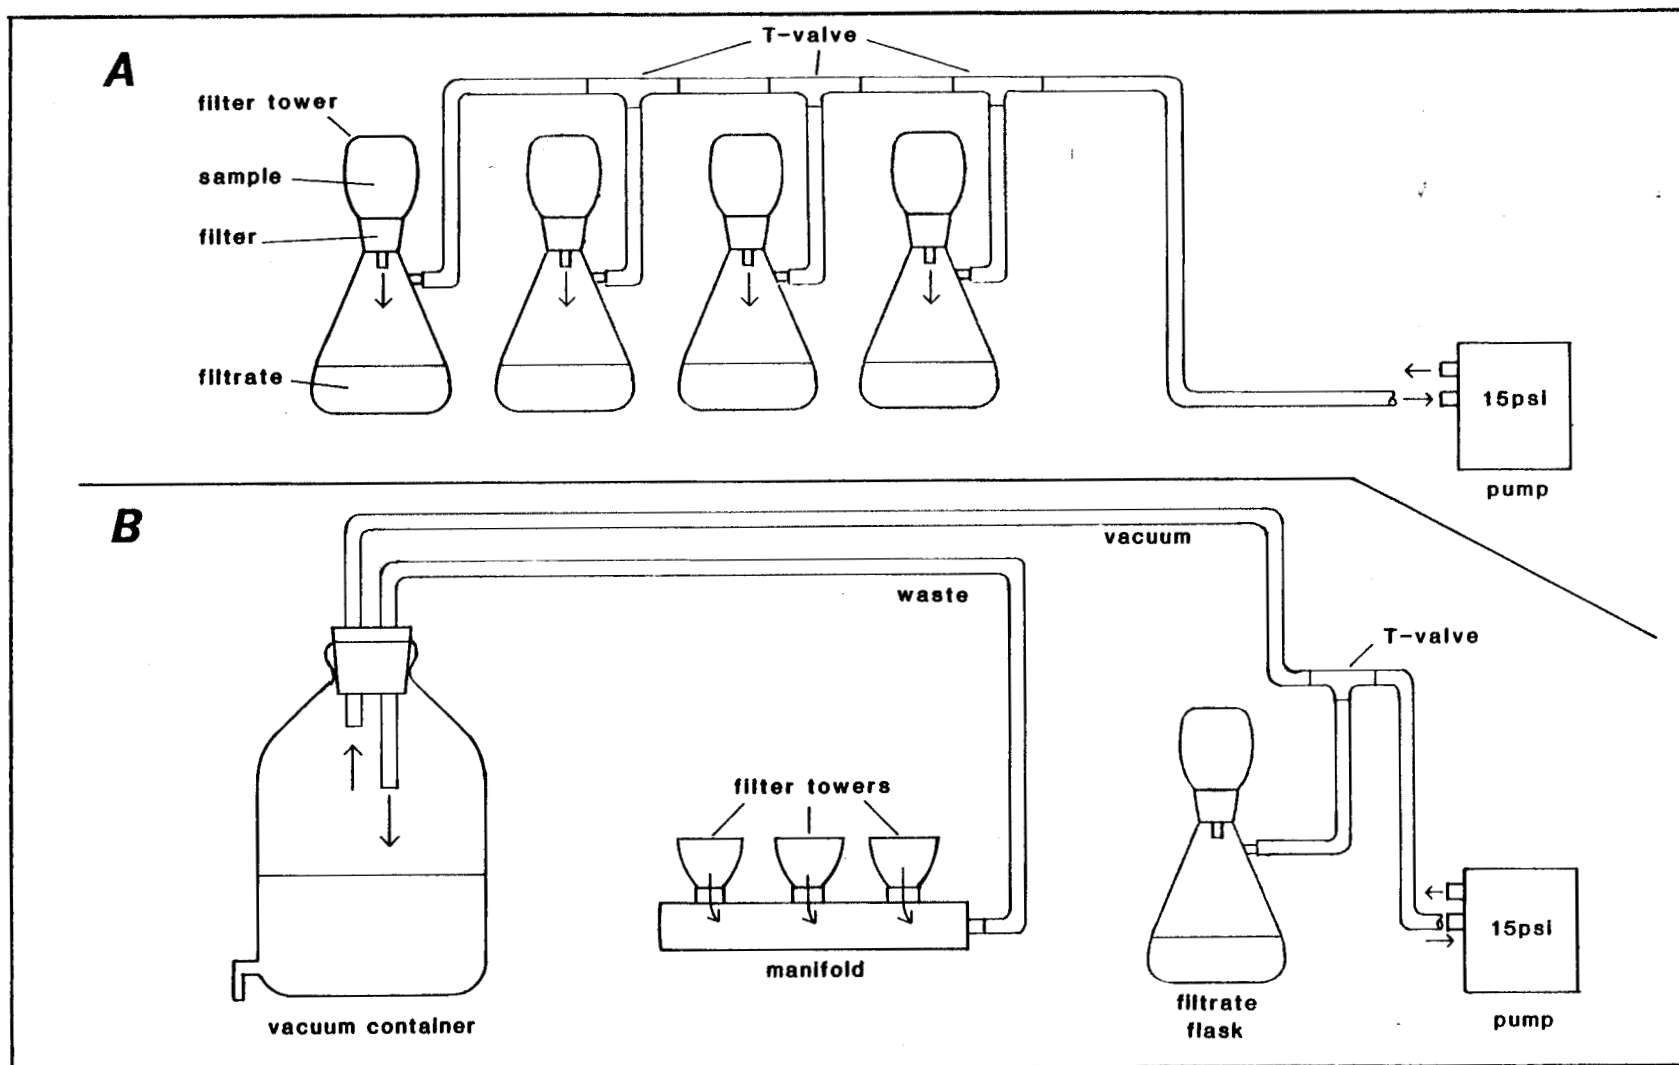 A
T-valve
filter tower
sample
filter
filtrate
15psi
pump
B
vacuum
waste
T-valve
filter towers
manifold
vacuum container
filtrate
flask
15psi
pump